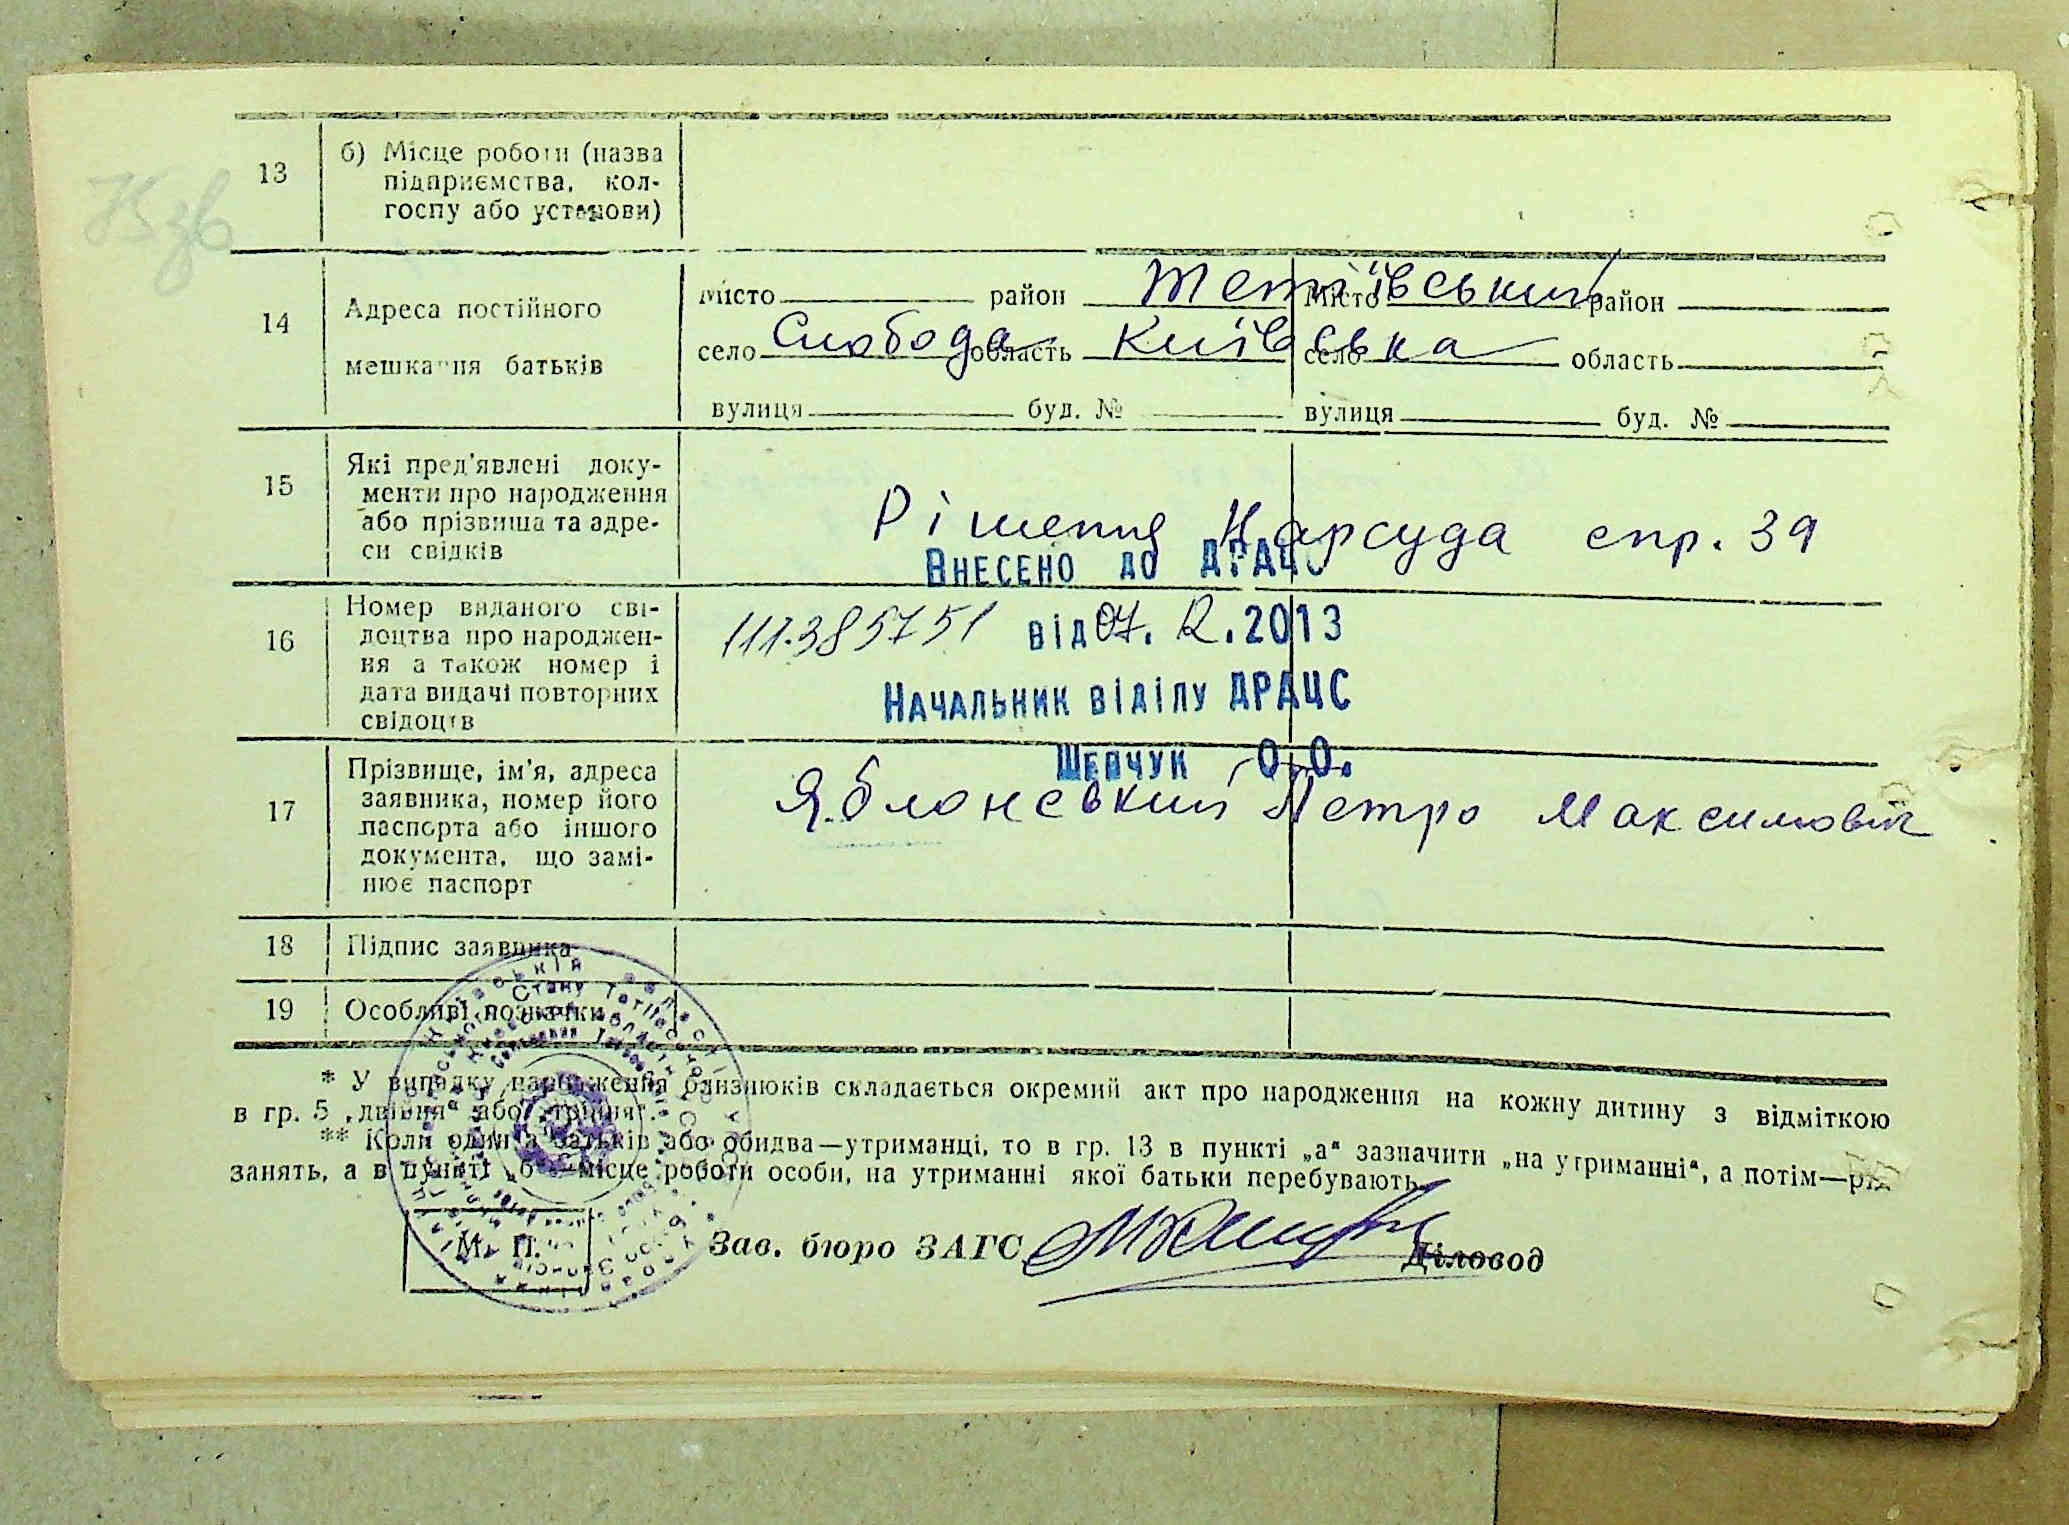 75 зв
13
б) Місце роботи (назва
підприємства, кол-
госпу або установи)
14
Адреса постійного
мешкання батьків
місто район Тетіївський місто район
село Слобода область Київська село область
вулиця буд. № вулиця буд. №
15
Які пред'явлені доку-
менти про народження
або прізвища та адре-
си свідків
Рішення Нарсуда спр. 39
Внесено до ДРАЦС
16
Номер виданого сві-
доцтва про народжен-
ня а також номер і
дата видачі повторних
свідоцтв
111.385751 від 07. 12.2013
Начальник відділу ДРАЦС
Шевчук О.О.
17
Прізвище, ім'я, адреса
заявника, номер його
паспорта або іншого
документа, що замі-
нює паспорт
Яблоневский Петро Максимович
18 Підпис заявника
19 Особливі позначки
* У випадку народження близнюків складається окремий акт про народження на кожну дитину з відміткою
в гр. 5 „двійня“ або „трійня“.
** Коли один з батьків або обидва—утриманці, то в гр. 13 в пункті „а“ зазначити „на утриманні“, а потім—рід
занять, а в пункті „б“—місце роботи особи, на утриманні якої батьки перебувають.
М. П. Зав. бюро ЗАГС Діловод